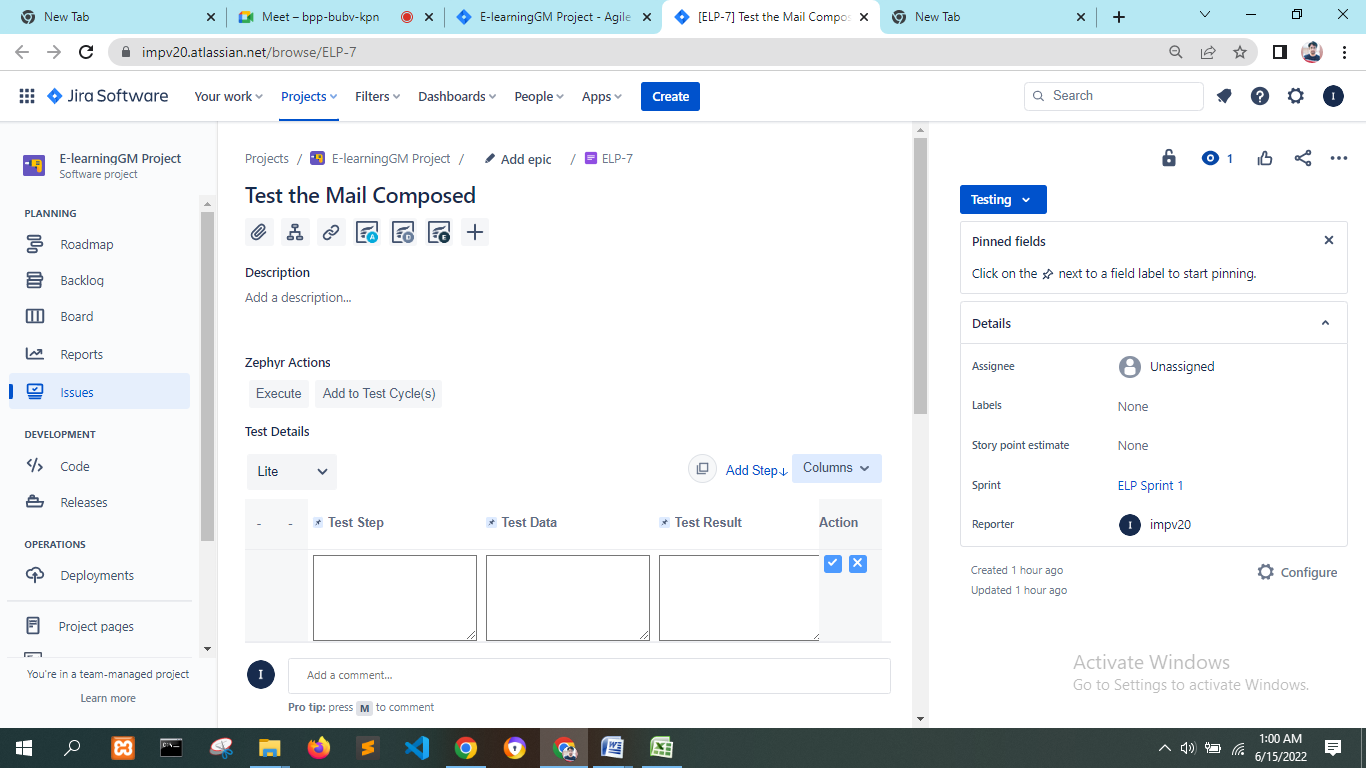 New Tab
Meet – bpp-bubv-kpn
E-learningGM Project - Agile
[ELP-7] Test the Mail Compos
New Tab
impv20.atlassian.net/browse/ELP-7
Jira Software
Your work
Projects
Filters
Dashboards
People
Apps
Create
Search
I
E-learningGM Project
Software project
PLANNING
Roadmap
Backlog
Board
Reports
Issues
DEVELOPMENT
Code
Releases
OPERATIONS
Deployments
Project pages
You're in a team-managed project
Learn more
Projects / E-learningGM Project / Add epic / ELP-7
Test the Mail Composed
A
D
E
Description
Add a description...
Zephyr Actions
Execute
Add to Test Cycle(s)
Test Details
Lite
Add Step↓
Columns
- - Test Step Test Data Test Result Action
I
Add a comment...
Pro tip: press M to comment
1
Testing
Pinned fields
Click on the next to a field label to start pinning.
Details
Assignee
Unassigned
Labels
None
Story point estimate
None
Sprint
ELP Sprint 1
Reporter
I
impv20
Created 1 hour ago
Updated 1 hour ago
Configure
Activate Windows
Go to Settings to activate Windows.
1:00 AM
6/15/2022